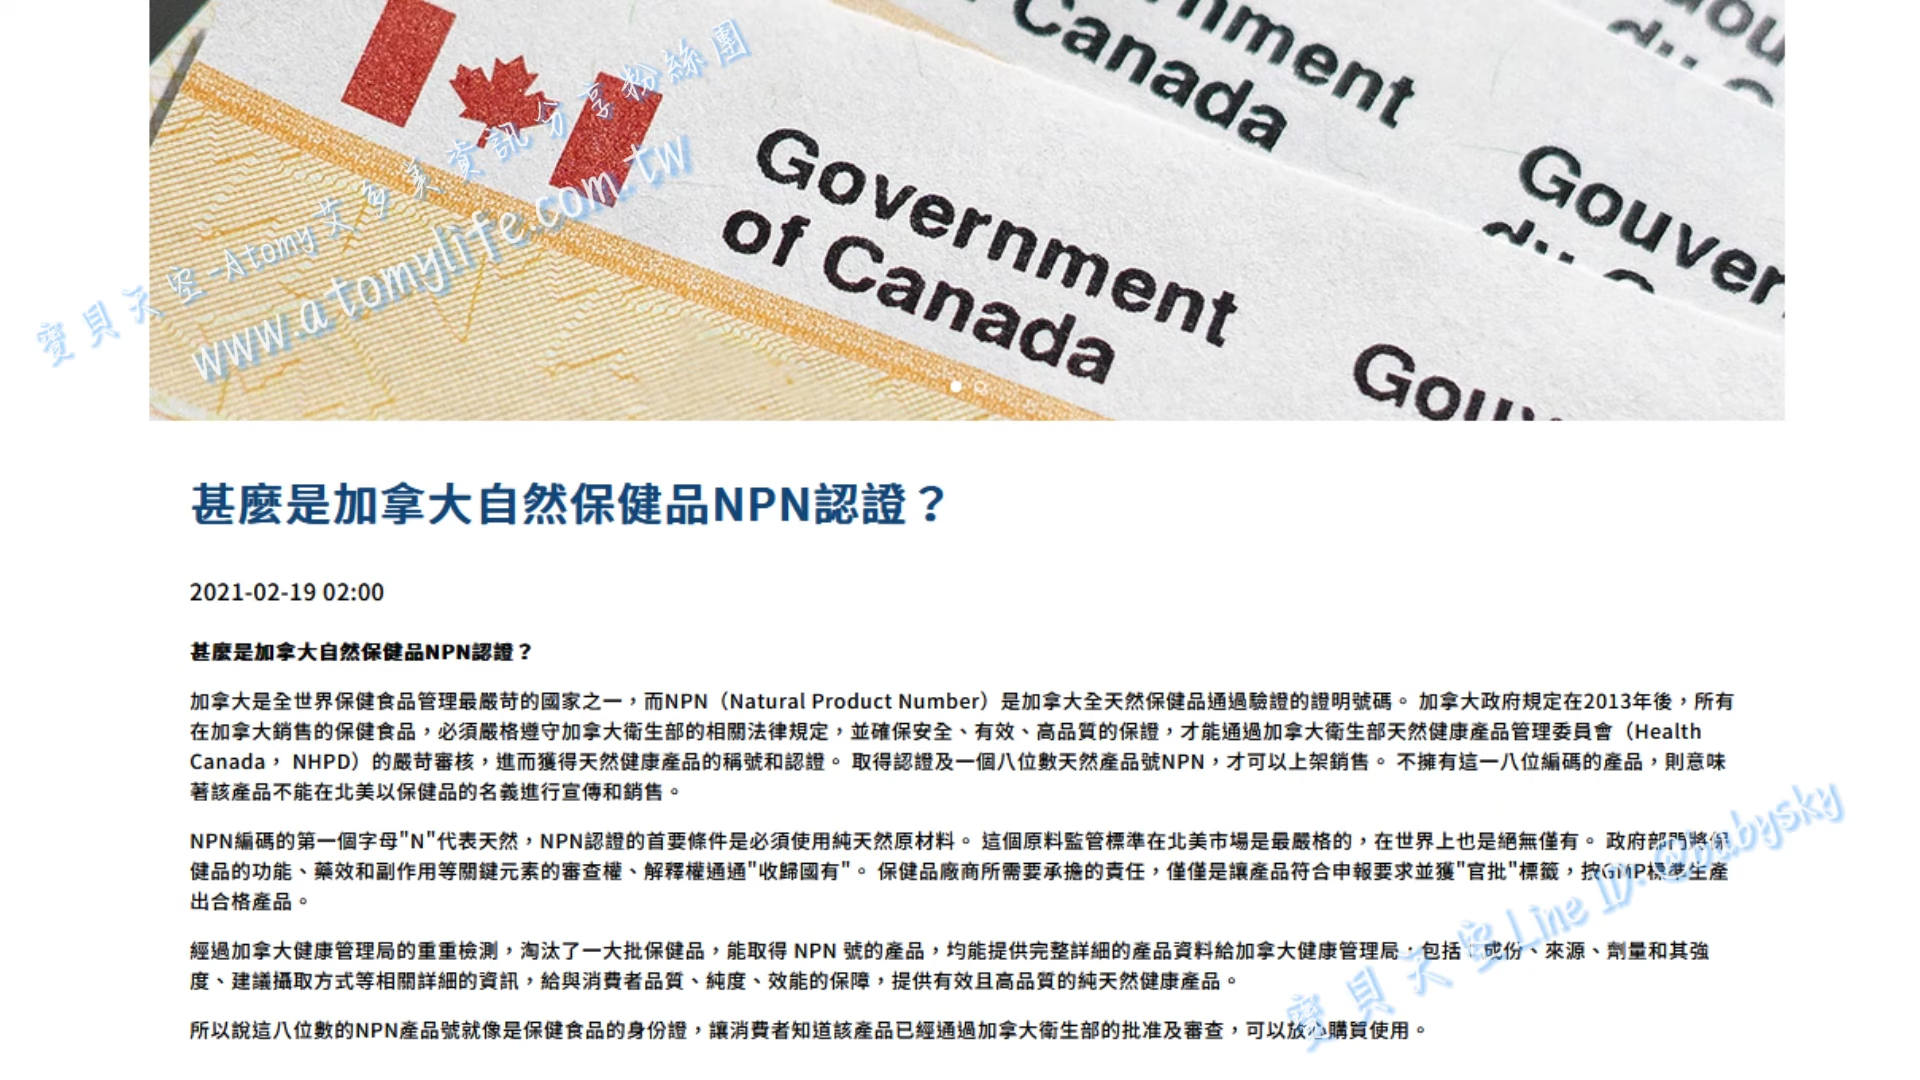 寶貝天空-Atomy艾多美資訊分享粉絲團
www.atomylife.com.tw
Government
of Canada
rnment
Canada
Gouver
甚麼是加拿大自然保健品NPN認證？
2021-02-19 02:00
甚麼是加拿大自然保健品NPN認證？
加拿大是全世界保健食品管理最嚴苛的國家之一，而NPN（Natural Product Number）是加拿大全天然保健品通過驗證的證明號碼。 加拿大政府規定在2013年後，所有
在加拿大銷售的保健食品，必須嚴格遵守加拿大衛生部的相關法律規定，並確保安全、有效、高品質的保證，才能通過加拿大衛生部天然健康產品管理委員會（Health
Canada， NHPD）的嚴苛審核，進而獲得天然健康產品的稱號和認證。 取得認證及一個八位數天然產品號NPN，才可以上架銷售。 不擁有這一八位編碼的產品，則意味
著該產品不能在北美以保健品的名義進行宣傳和銷售。
NPN編碼的第一個字母"N"代表天然，NPN認證的首要條件是必須使用純天然原材料。 這個原料監管標準在北美市場是最嚴格的，在世界上也是絕無僅有。 政府部門將保
健品的功能、藥效和副作用等關鍵元素的審查權、解釋權通通"收歸國有"。 保健品廠商所需要承擔的責任，僅僅是讓產品符合申報要求並獲"官批"標籤，按GMP標準生產
出合格產品。
經過加拿大健康管理局的重重檢測，淘汰了一大批保健品，能取得 NPN 號的產品，均能提供完整詳細的產品資料給加拿大健康管理局，包括：成份、來源、劑量和其強
度、建議攝取方式等相關詳細的資訊，給與消費者品質、純度、效能的保障，提供有效且高品質的純天然健康產品。
所以說這八位數的NPN產品號就像是保健食品的身份證，讓消費者知道該產品已經通過加拿大衛生部的批准及審查，可以放心購買使用。
寶貝天空 Line ID:@babysky